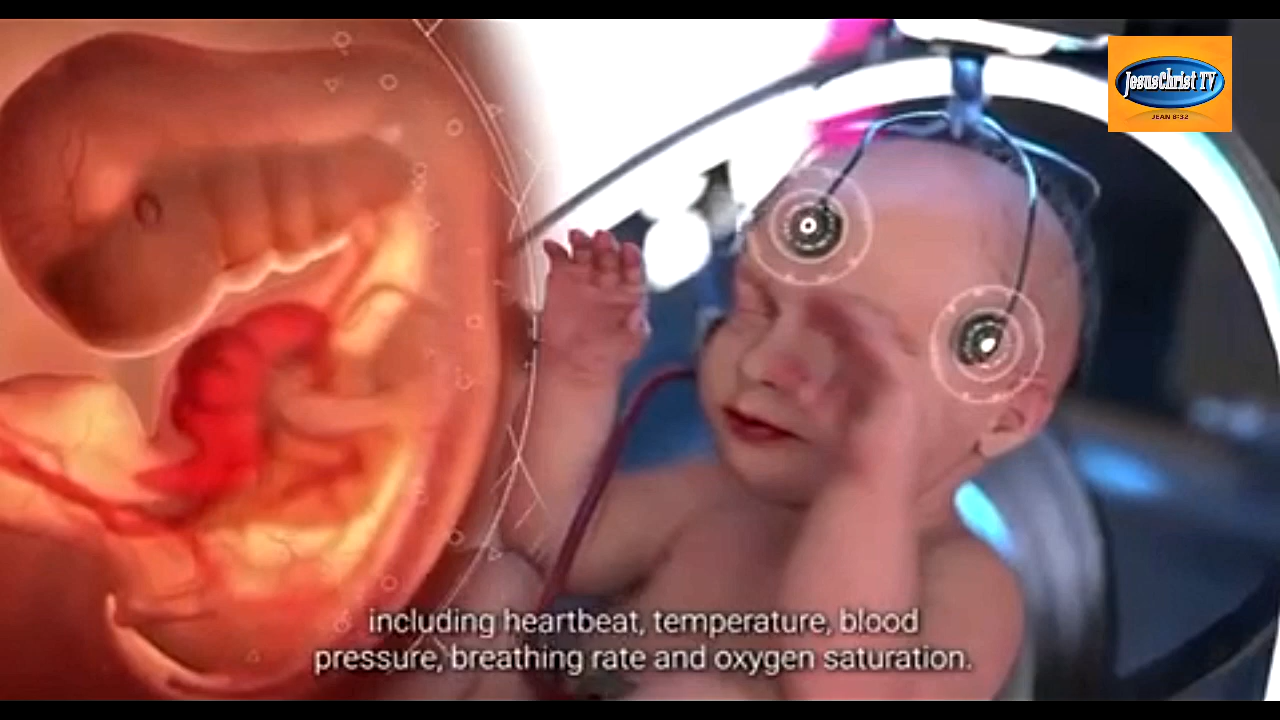 JesusChrist TV
JEAN 8:32
including heartbeat, temperature, blood
pressure, breathing rate and oxygen saturation.